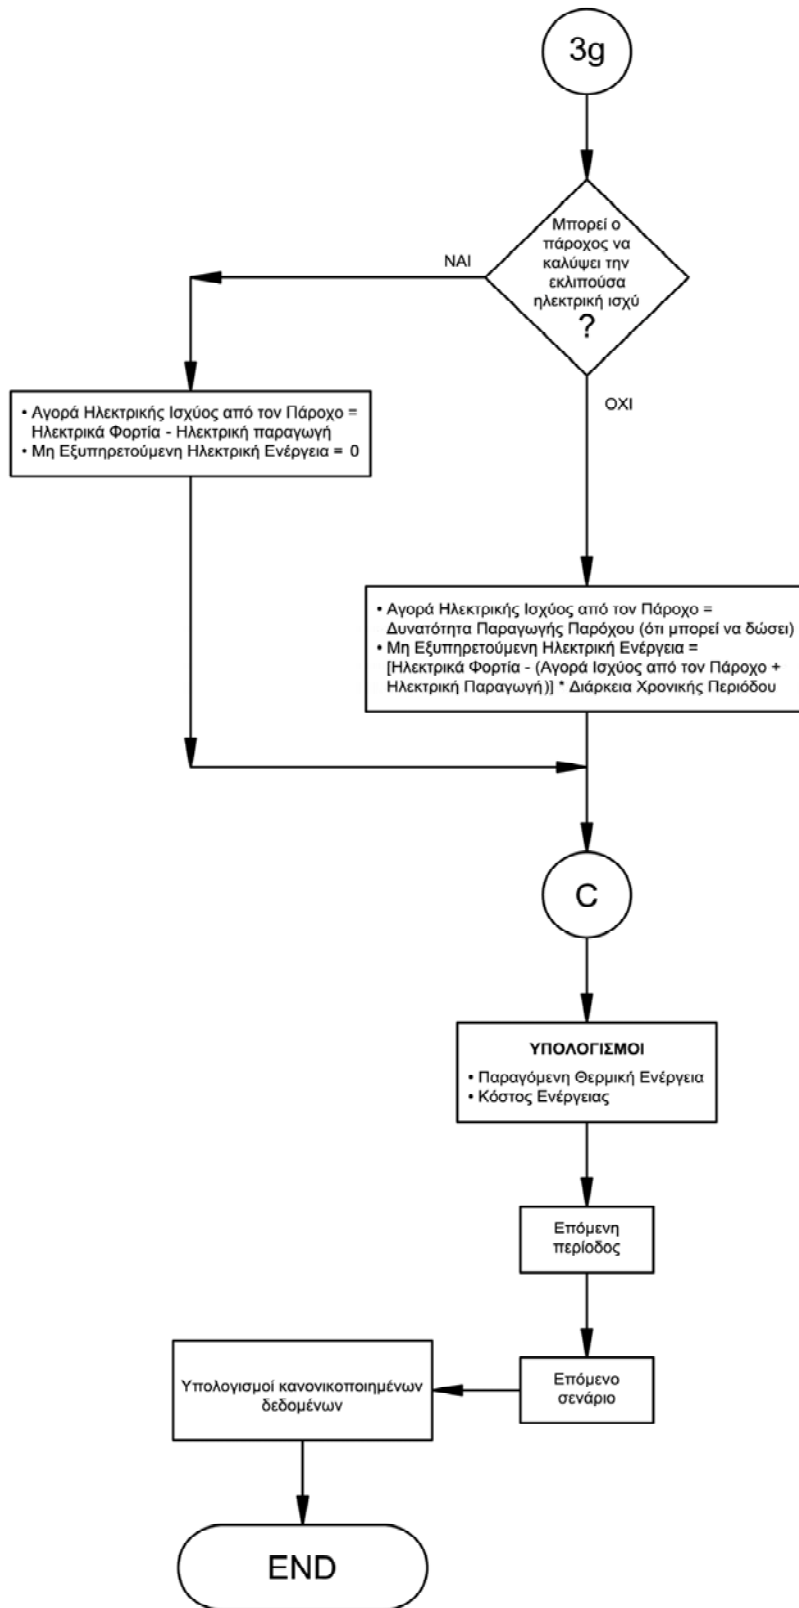 3g
Μπορεί ο
πάροχος να
καλύψει την
εκλιπούσα
ηλεκτρική ισχύ
?
ΝΑΙ
ΟΧΙ
• Αγορά Ηλεκτρικής Ισχύος από τον Πάροχο =
Ηλεκτρικά Φορτία - Ηλεκτρική παραγωγή
• Μη Εξυπηρετούμενη Ηλεκτρική Ενέργεια = 0
• Αγορά Ηλεκτρικής Ισχύος από τον Πάροχο =
Δυνατότητα Παραγωγής Παρόχου (ότι μπορεί να δώσει)
• Μη Εξυπηρετούμενη Ηλεκτρική Ενέργεια =
[Ηλεκτρικά Φορτία - (Αγορά Ισχύος από τον Πάροχο +
Ηλεκτρική Παραγωγή)] * Διάρκεια Χρονικής Περιόδου
C
ΥΠΟΛΟΓΙΣΜΟΙ
• Παραγόμενη Θερμική Ενέργεια
• Κόστος Ενέργειας
Επόμενη
περίοδος
Επόμενο
σενάριο
Υπολογισμοί κανονικοποιημένων
δεδομένων
END